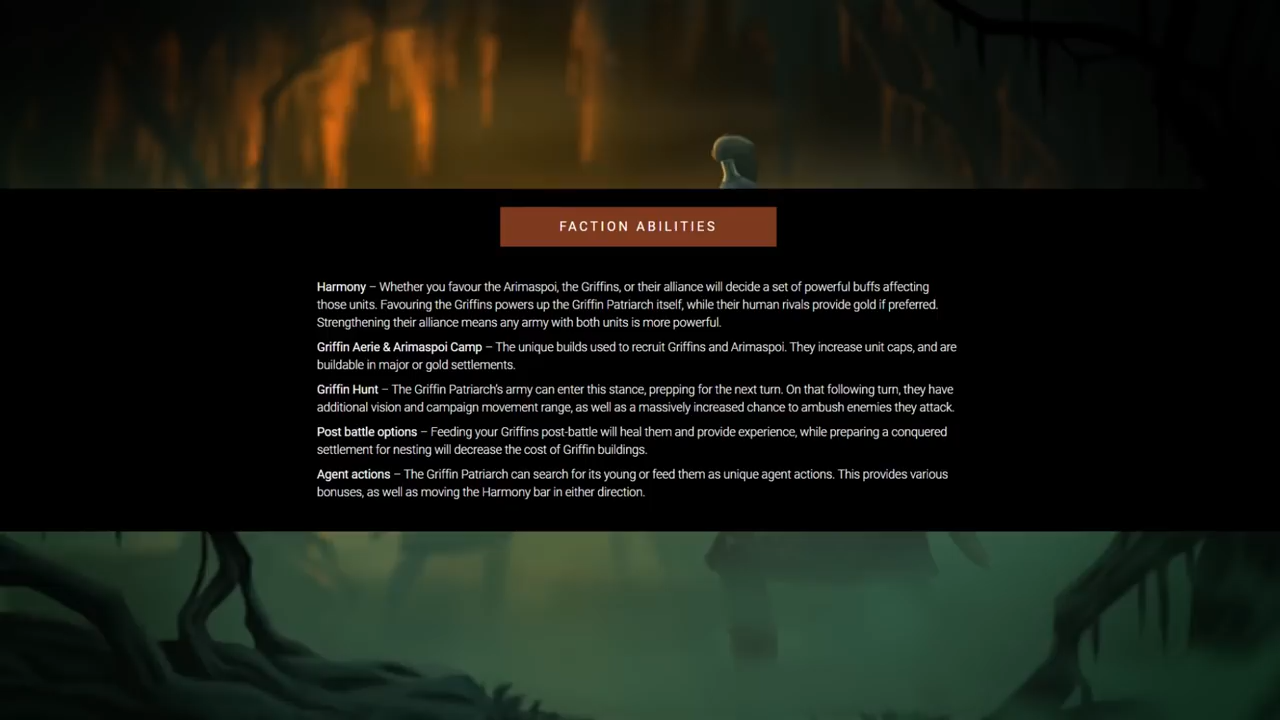 FACTION ABILITIES
Harmony – Whether you favour the Arimaspoi, the Griffins, or their alliance will decide a set of powerful buffs affecting
those units. Favouring the Griffins powers up the Griffin Patriarch itself, while their human rivals provide gold if preferred.
Strengthening their alliance means any army with both units is more powerful.
Griffin Aerie & Arimaspoi Camp – The unique builds used to recruit Griffins and Arimaspoi. They increase unit caps, and are
buildable in major or gold settlements.
Griffin Hunt – The Griffin Patriarch's army can enter this stance, prepping for the next turn. On that following turn, they have
additional vision and campaign movement range, as well as a massively increased chance to ambush enemies they attack.
Post battle options – Feeding your Griffins post-battle will heal them and provide experience, while preparing a conquered
settlement for nesting will decrease the cost of Griffin buildings.
Agent actions – The Griffin Patriarch can search for its young or feed them as unique agent actions. This provides various
bonuses, as well as moving the Harmony bar in either direction.